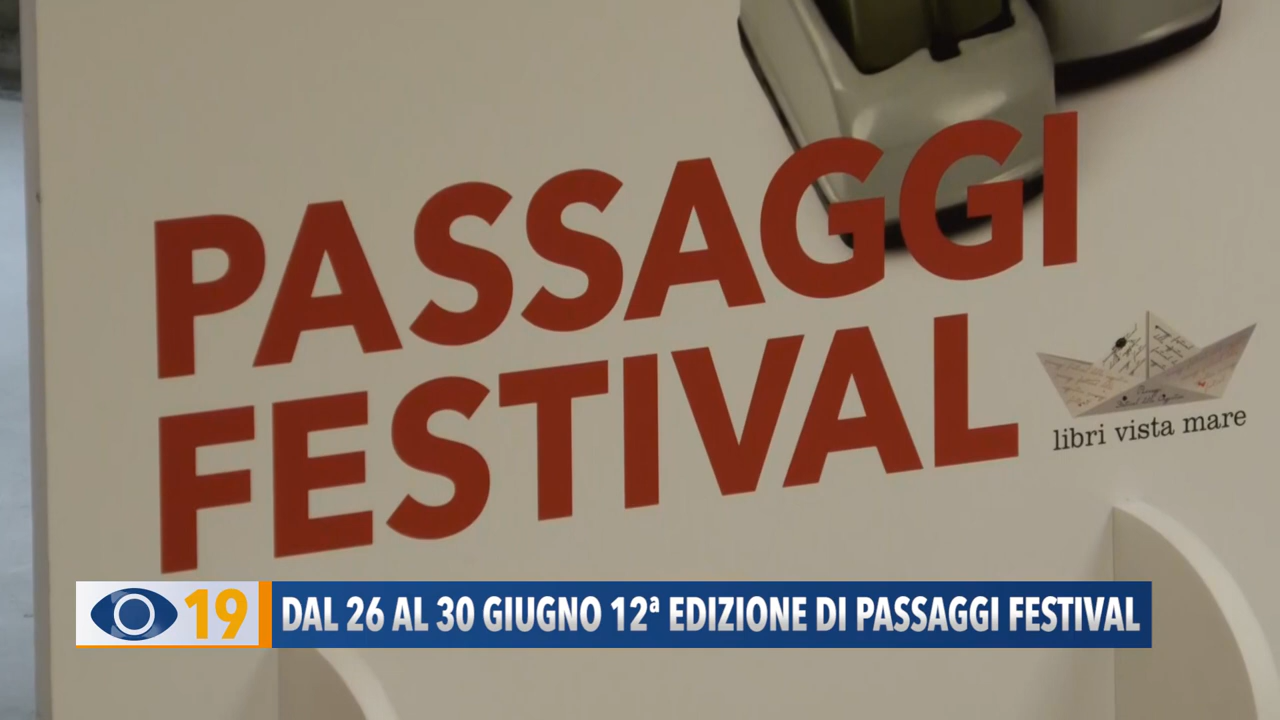 PASSAGGI
FESTIVAL
libri vista mare
19
DAL 26 AL 30 GIUGNO 12ª EDIZIONE DI PASSAGGI FESTIVAL